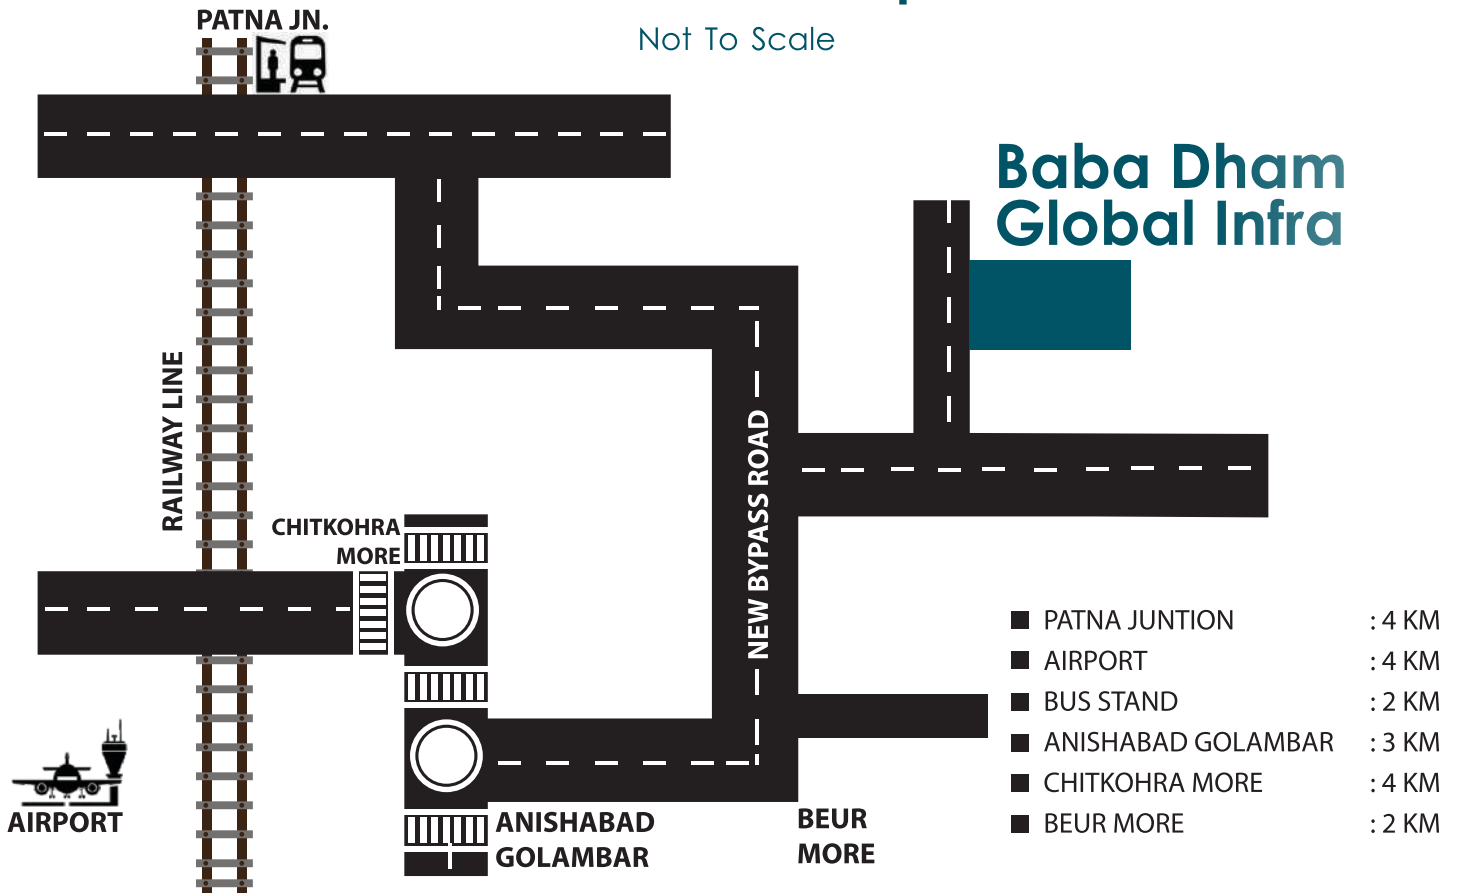 PATNA JN.
Not To Scale
Baba Dham
Global Infra
RAILWAY LINE
NEW BYPASS ROAD
CHITKOHRA
MORE
AIRPORT
ANISHABAD
GOLAMBAR
BEUR
MORE
PATNA JUNTION : 4 KM
AIRPORT : 4 KM
BUS STAND : 2 KM
ANISHABAD GOLAMBAR : 3 KM
CHITKOHRA MORE : 4 KM
BEUR MORE : 2 KM